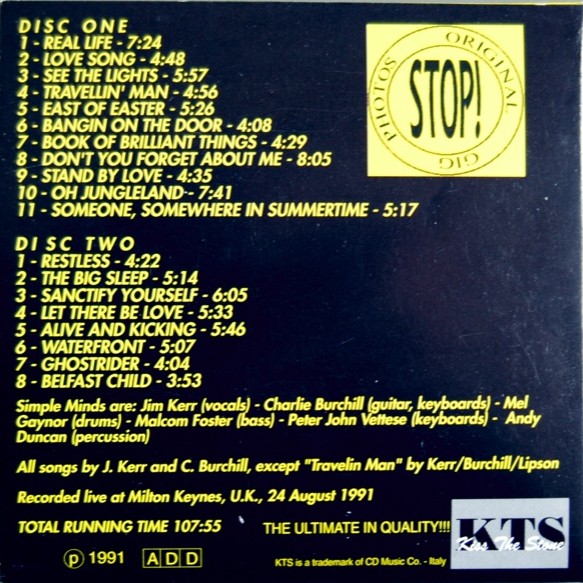 DISC ONE
1 - REAL LIFE - 7:24
2 - LOVE SONG - 4:48
3 - SEE THE LIGHTS - 5:57
4 - TRAVELLIN' MAN - 4:56
5 - EAST OF EASTER - 5:26
6 - BANGIN ON THE DOOR - 4:08
7 - BOOK OF BRILLIANT THINGS - 4:29
8 - DON'T YOU FORGET ABOUT ME - 8:05
9 - STAND BY LOVE - 4:35
10 - OH JUNGLELAND - 7:41
11 - SOMEONE, SOMEWHERE IN SUMMERTIME - 5:17
ORIGINAL
GIG
PHOTOS
STOP!
DISC TWO
1 - RESTLESS - 4:22
2 - THE BIG SLEEP - 5:14
3 - SANCTIFY YOURSELF - 6:05
4 - LET THERE BE LOVE - 5:33
5 - ALIVE AND KICKING - 5:46
6 - WATERFRONT - 5:07
7 - GHOSTRIDER - 4:04
8 - BELFAST CHILD - 3:53
Simple Minds are: Jim Kerr (vocals) - Charlie Burchill (guitar, keyboards) - Mel
Gaynor (drums) - Malcom Foster (bass) - Peter John Vettese (keyboards) - Andy
Duncan (percussion)
All songs by J. Kerr and C. Burchill, except "Travelin Man" by Kerr/Burchill/Lipson
Recorded live at Milton Keynes, U.K., 24 August 1991
TOTAL RUNNING TIME 107:55 THE ULTIMATE IN QUALITY!!!
KTS
Kiss The Stone
℗ 1991 ADD KTS is a trademark of CD Music Co. - Italy